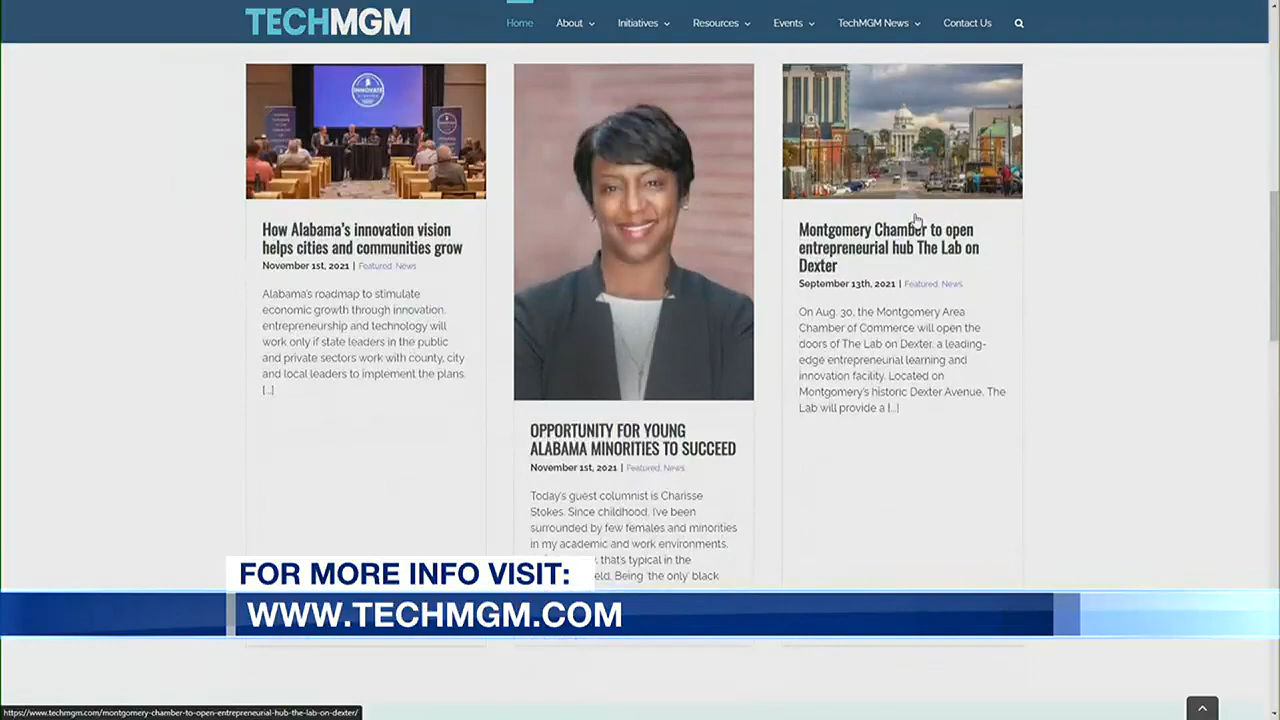 TECHMGM
Home About Initiatives Resources Events TechMGM News Contact Us
INNOVATE
How Alabama's innovation vision
helps cities and communities grow
November 1st, 2021 | Featured, News
Alabama's roadmap to stimulate
economic growth through innovation,
entrepreneurship and technology will
work only if state leaders in the public
and private sectors work with county, city
and local leaders to implement the plans.
[...]
OPPORTUNITY FOR YOUNG
ALABAMA MINORITIES TO SUCCEED
November 1st, 2021 | Featured, News
Today's guest columnist is Charisse
Stokes. Since childhood, I've been
surrounded by few females and minorities
in my academic and work environments.
that's typical in the
Being 'the only' black
Montgomery Chamber to open
entrepreneurial hub The Lab on
Dexter
September 13th, 2021 | Featured, News
On Aug. 30, the Montgomery Area
Chamber of Commerce will open the
doors of The Lab on Dexter, a leading-
edge entrepreneurial learning and
innovation facility. Located on
Montgomery's historic Dexter Avenue, The
Lab will provide a [...]
FOR MORE INFO VISIT:
WWW.TECHMGM.COM
https://www.techmgm.com/montgomery-chamber-to-open-entrepreneurial-hub-the-lab-on-dexter/